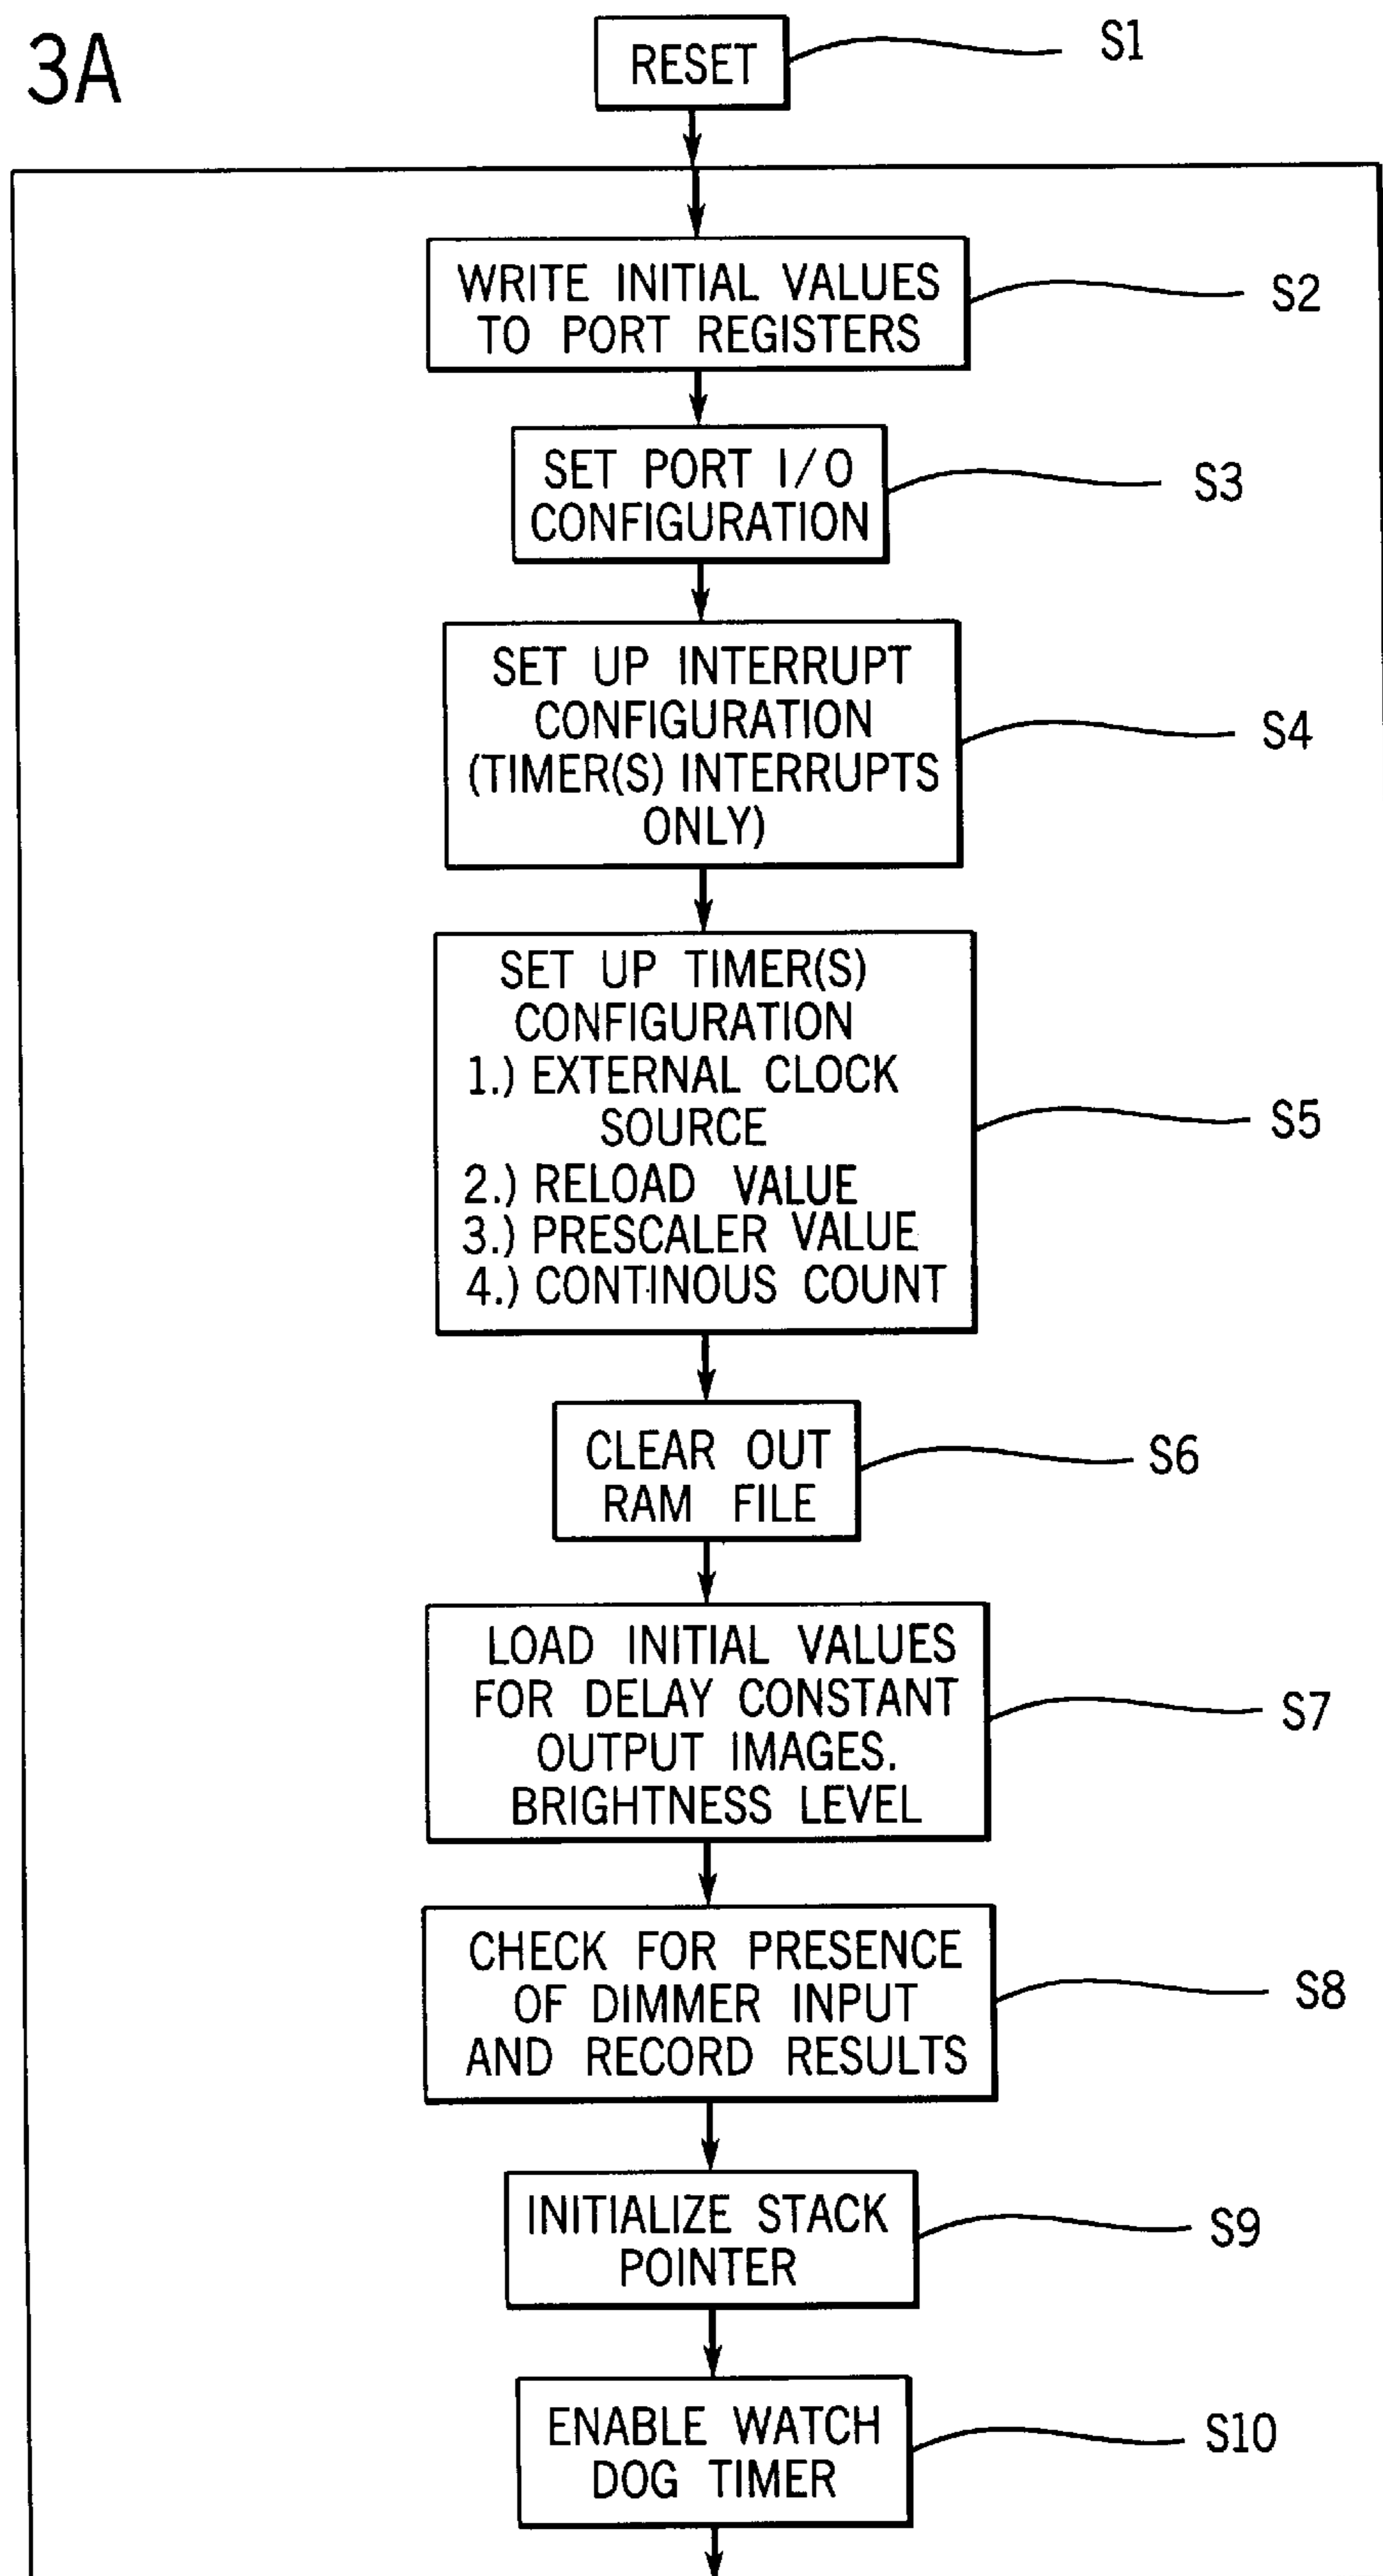 3A
RESET
S1
WRITE INITIAL VALUES
TO PORT REGISTERS
S2
SET PORT I/O
CONFIGURATION
S3
SET UP INTERRUPT
CONFIGURATION
(TIMER(S) INTERRUPTS
ONLY)
S4
SET UP TIMER(S)
CONFIGURATION
1.) EXTERNAL CLOCK
SOURCE
2.) RELOAD VALUE
3.) PRESCALER VALUE
4.) CONTINOUS COUNT
S5
CLEAR OUT
RAM FILE
S6
LOAD INITIAL VALUES
FOR DELAY CONSTANT
OUTPUT IMAGES.
BRIGHTNESS LEVEL
S7
CHECK FOR PRESENCE
OF DIMMER INPUT
AND RECORD RESULTS
S8
INITIALIZE STACK
POINTER
S9
ENABLE WATCH
DOG TIMER
S10